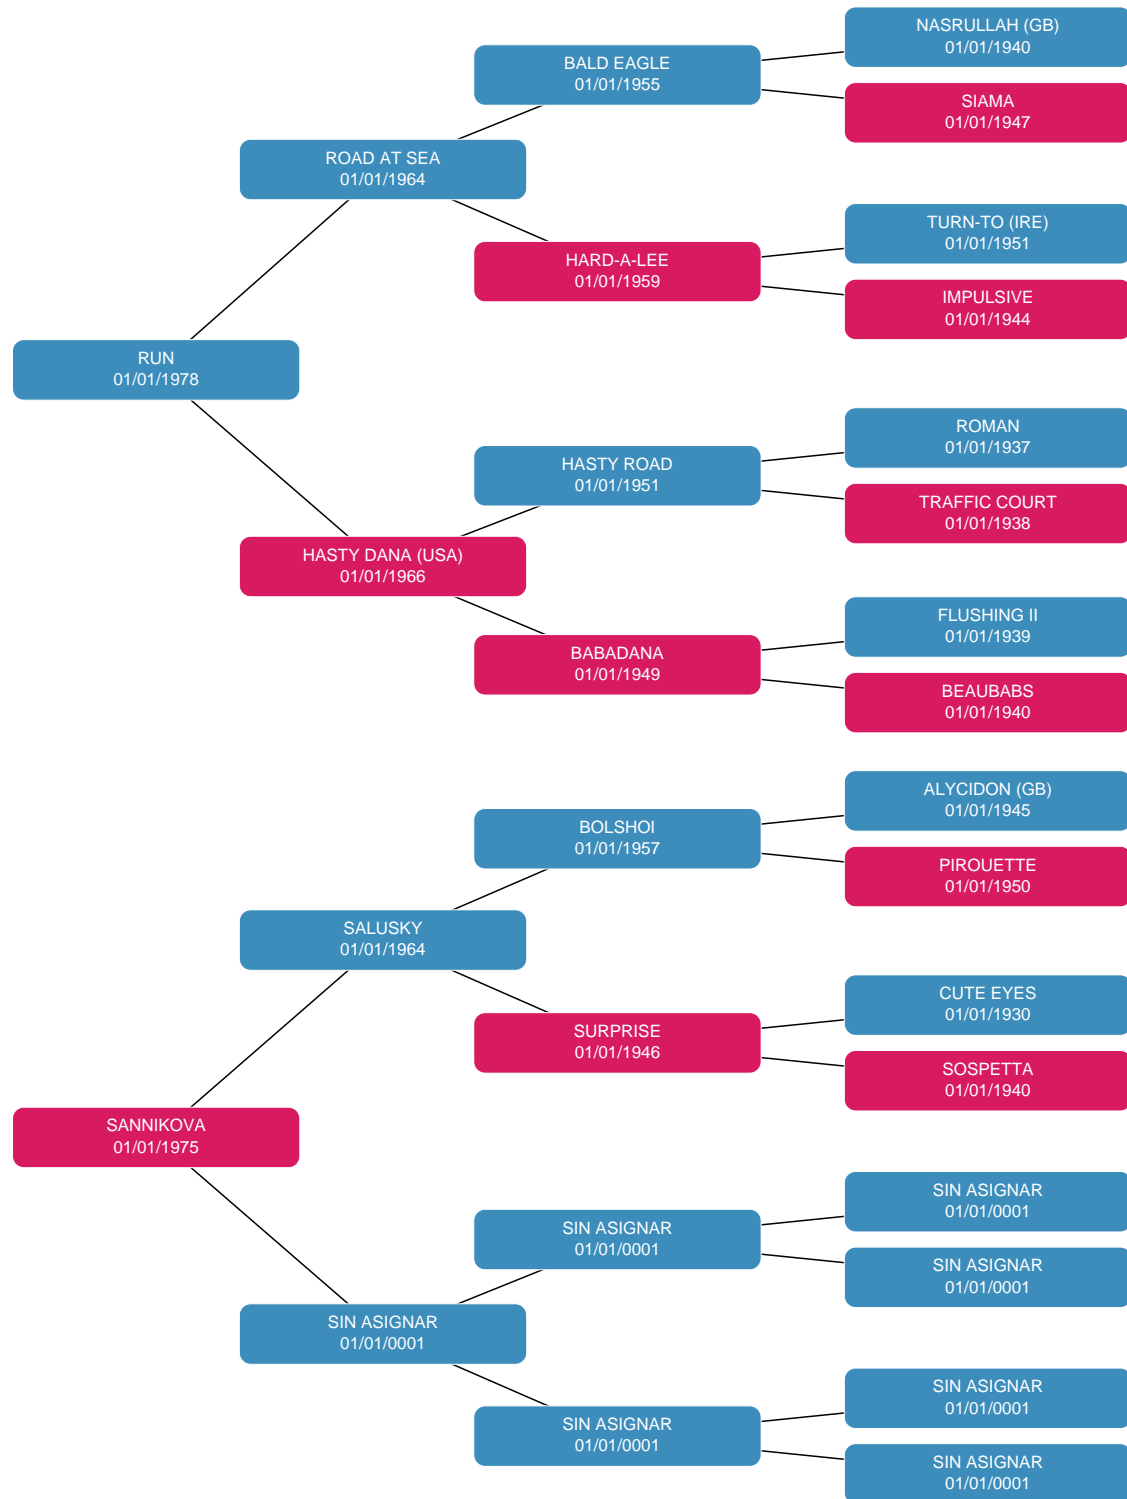 NASRULLAH (GB)
01/01/1940
BALD EAGLE
01/01/1955
SIAMA
01/01/1947
ROAD AT SEA
01/01/1964
TURN-TO (IRE)
01/01/1951
HARD-A-LEE
01/01/1959
IMPULSIVE
01/01/1944
RUN
01/01/1978
ROMAN
01/01/1937
HASTY ROAD
01/01/1951
TRAFFIC COURT
01/01/1938
HASTY DANA (USA)
01/01/1966
FLUSHING II
01/01/1939
BABADANA
01/01/1949
BEAUBABS
01/01/1940
ALYCIDON (GB)
01/01/1945
BOLSHOI
01/01/1957
PIROUETTE
01/01/1950
SALUSKY
01/01/1964
CUTE EYES
01/01/1930
SURPRISE
01/01/1946
SOSPETTA
01/01/1940
SANNIKOVA
01/01/1975
SIN ASIGNAR
01/01/0001
SIN ASIGNAR
01/01/0001
SIN ASIGNAR
01/01/0001
SIN ASIGNAR
01/01/0001
SIN ASIGNAR
01/01/0001
SIN ASIGNAR
01/01/0001
SIN ASIGNAR
01/01/0001